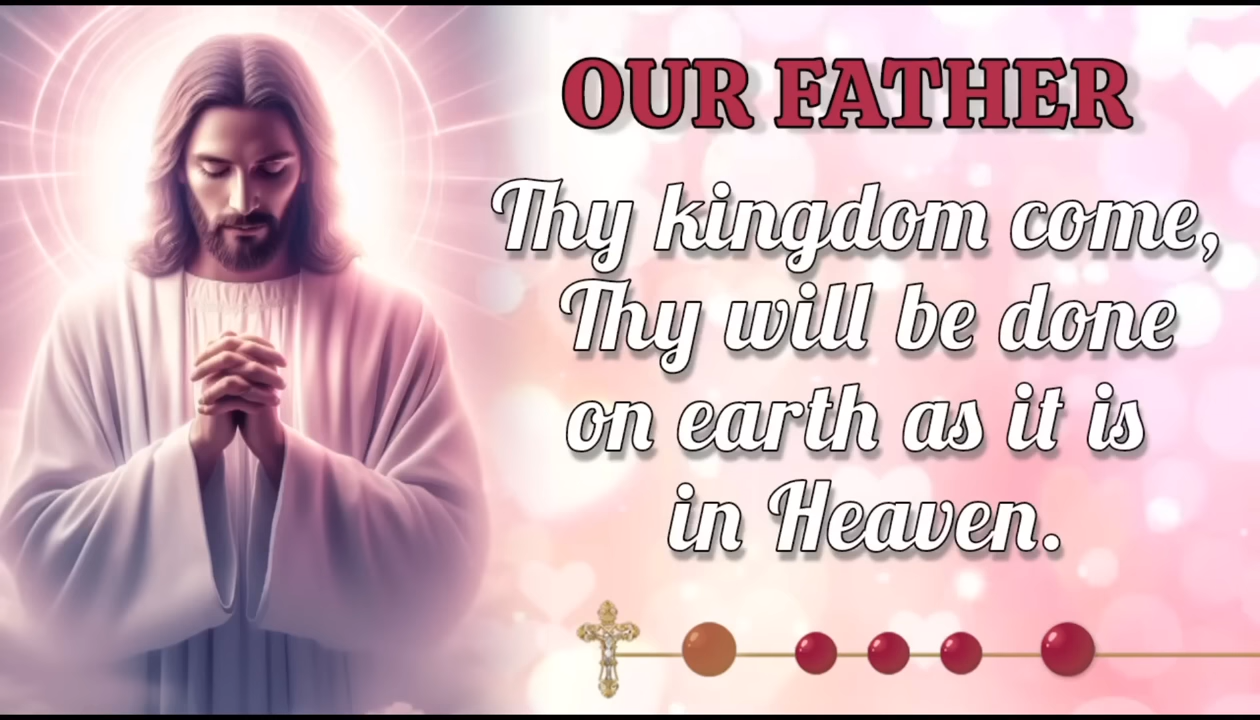 OUR FATHER
Thy kingdom come,
Thy will be done
on earth as it is
in Heaven.